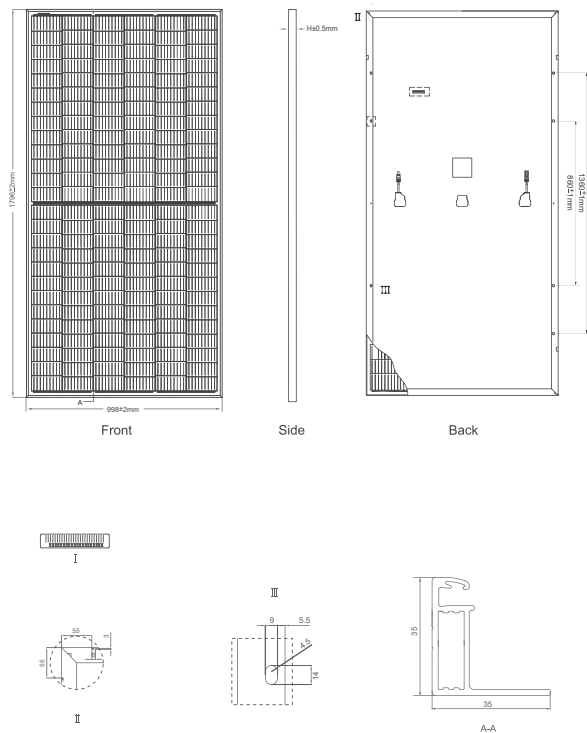 H±0.5mm
II
1796±2mm
1360±1mm
860±1mm
III
A
998±2mm
Front
Side
Back
I
III
9
5.5
4.5
14
55
3
55
II
35
35
A-A